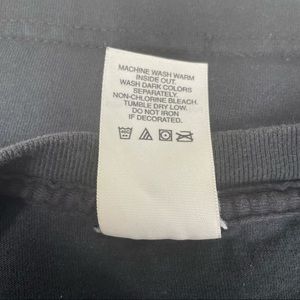 MACHINE WASH WARM
INSIDE OUT.
WASH DARK COLORS
SEPARATELY.
NON-CHLORINE BLEACH.
TUMBLE DRY LOW.
DO NOT IRON
IF DECORATED.